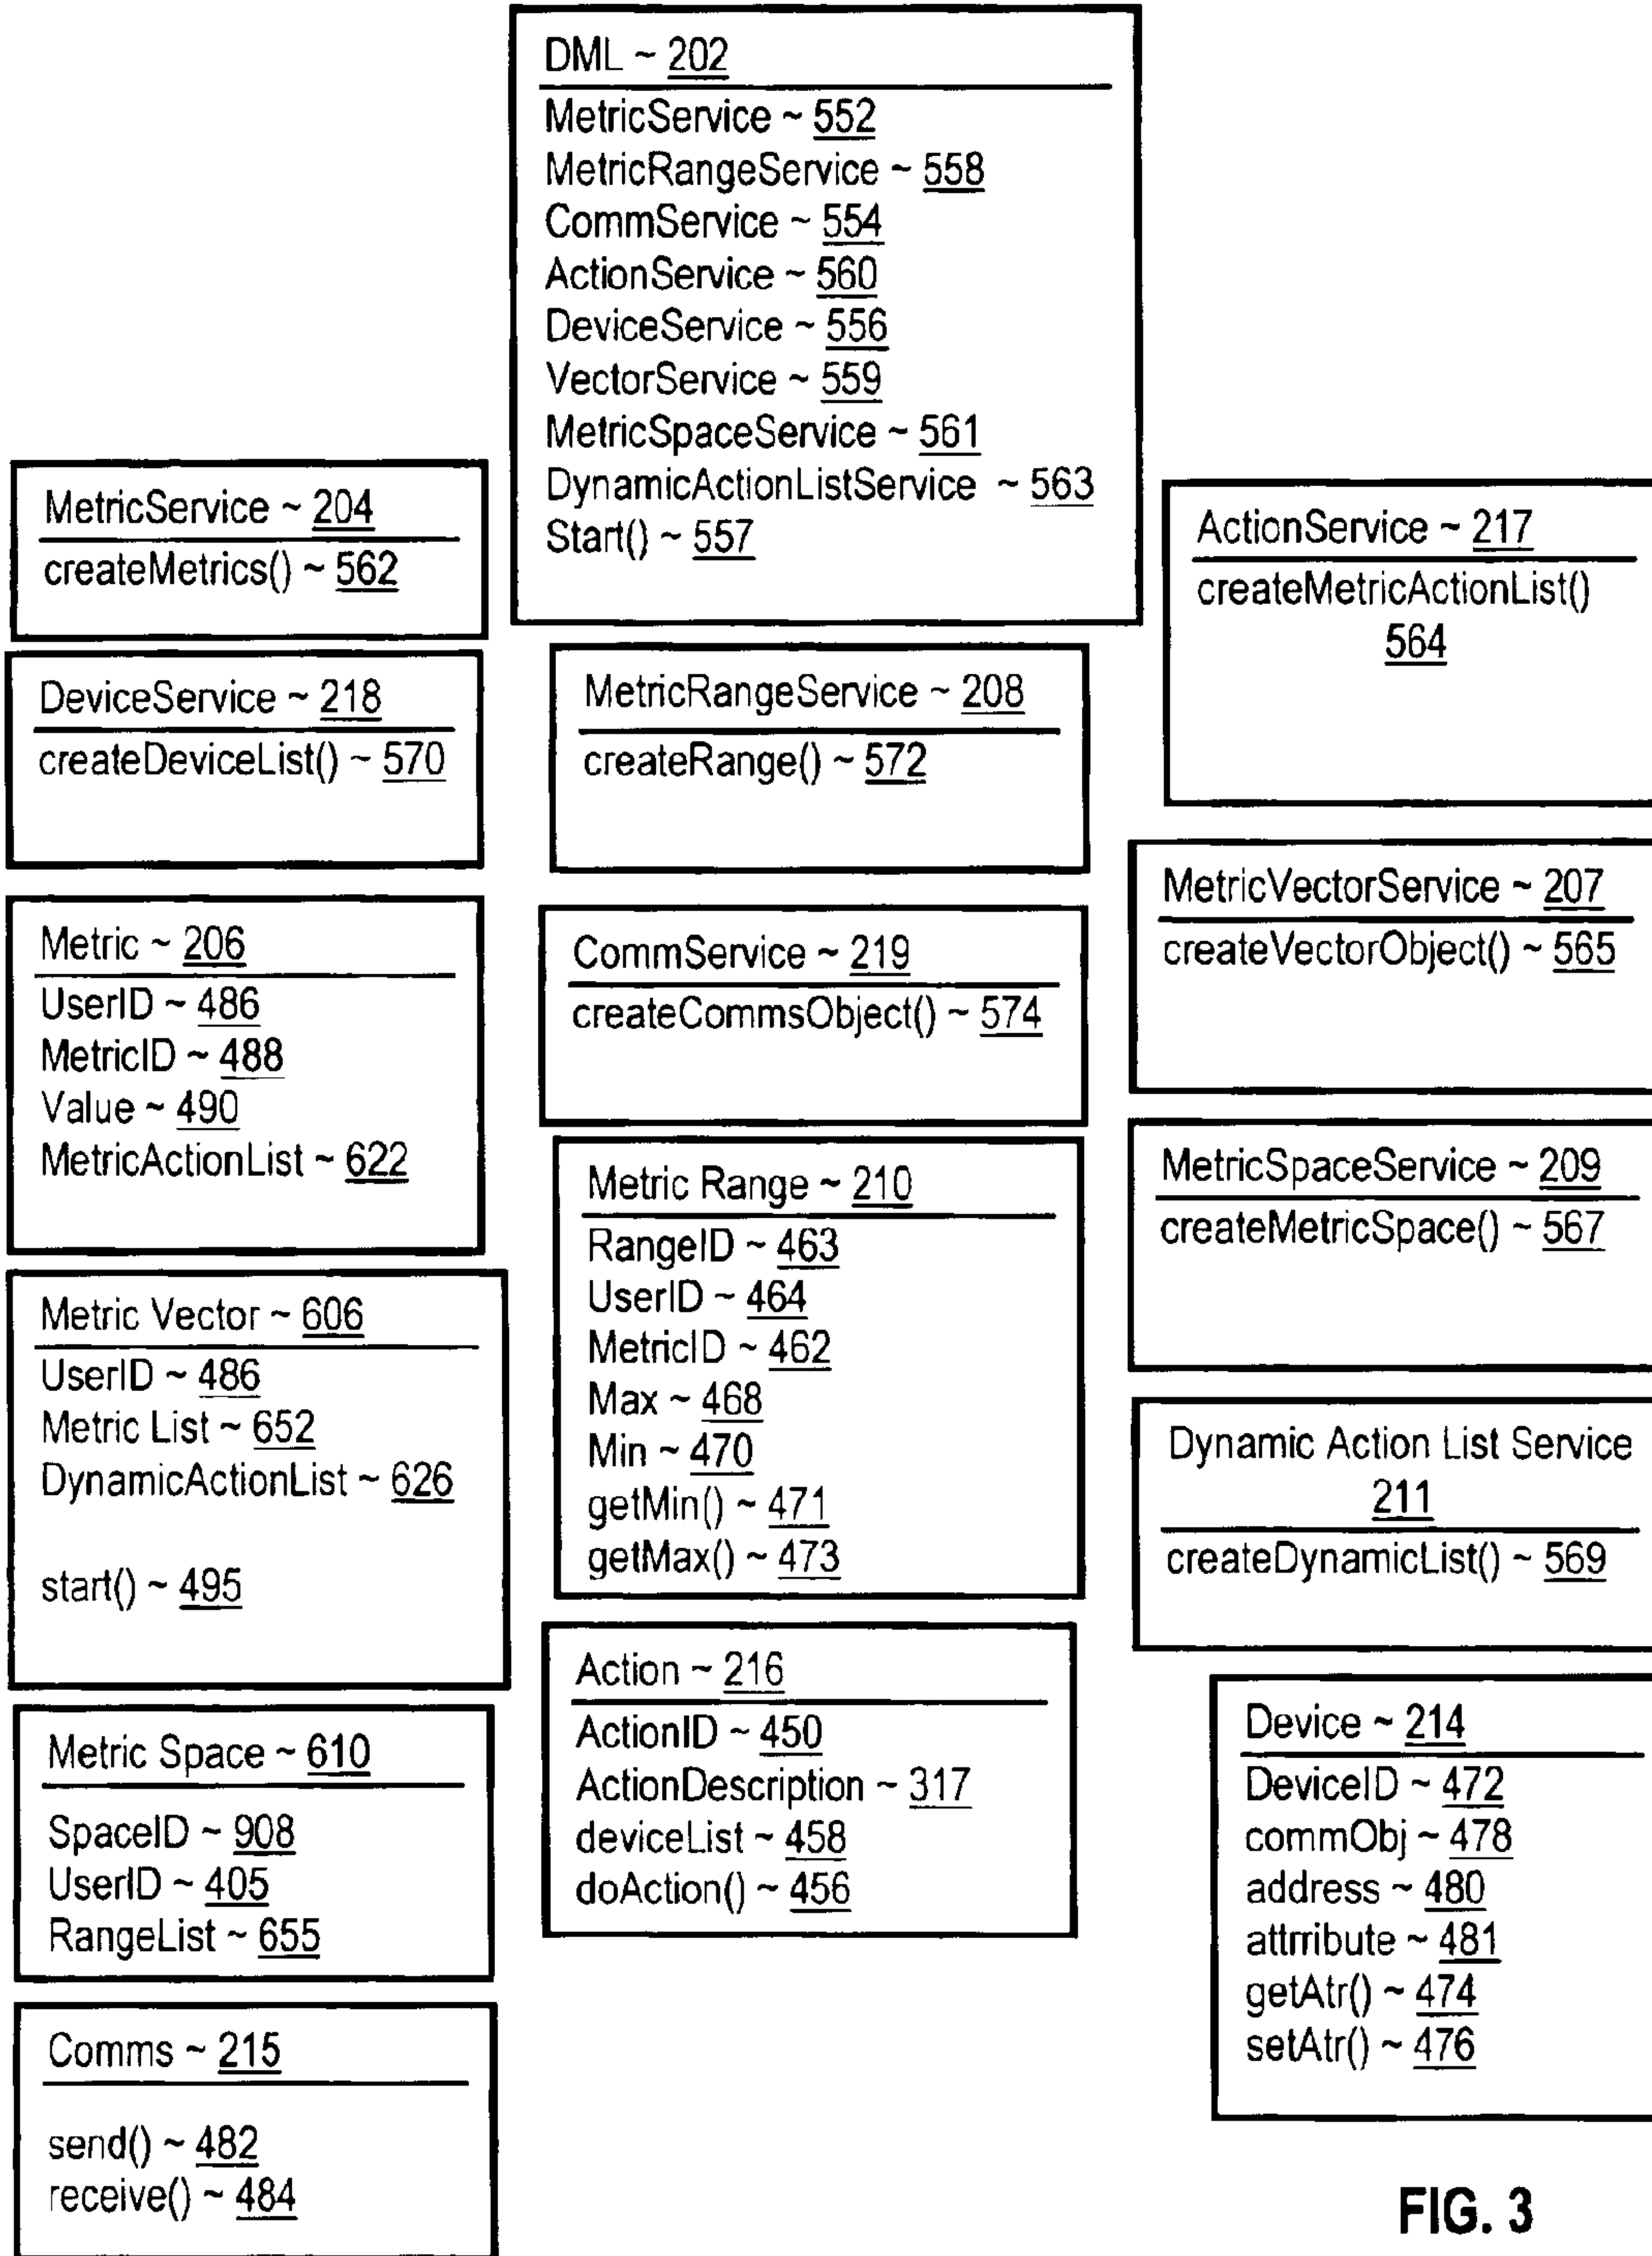 DML ~ 202
MetricService ~ 552
MetricRangeService ~ 558
CommService ~ 554
ActionService ~ 560
DeviceService ~ 556
VectorService ~ 559
MetricSpaceService ~ 561
DynamicActionListService ~ 563
Start() ~ 557
MetricService ~ 204
createMetrics() ~ 562
ActionService ~ 217
createMetricActionList()
564
DeviceService ~ 218
createDeviceList() ~ 570
MetricRangeService ~ 208
createRange() ~ 572
MetricVectorService ~ 207
createVectorObject() ~ 565
Metric ~ 206
UserID ~ 486
MetricID ~ 488
Value ~ 490
MetricActionList ~ 622
CommService ~ 219
createCommsObject() ~ 574
MetricSpaceService ~ 209
createMetricSpace() ~ 567
Metric Vector ~ 606
UserID ~ 486
Metric List ~ 652
DynamicActionList ~ 626
start() ~ 495
Metric Range ~ 210
RangeID ~ 463
UserID ~ 464
MetricID ~ 462
Max ~ 468
Min ~ 470
getMin() ~ 471
getMax() ~ 473
Dynamic Action List Service
211
createDynamicList() ~ 569
Metric Space ~ 610
SpaceID ~ 908
UserID ~ 405
RangeList ~ 655
Action ~ 216
ActionID ~ 450
ActionDescription ~ 317
deviceList ~ 458
doAction() ~ 456
Device ~ 214
DeviceID ~ 472
commObj ~ 478
address ~ 480
attrribute ~ 481
getAtr() ~ 474
setAtr() ~ 476
Comms ~ 215
send() ~ 482
receive() ~ 484
FIG. 3